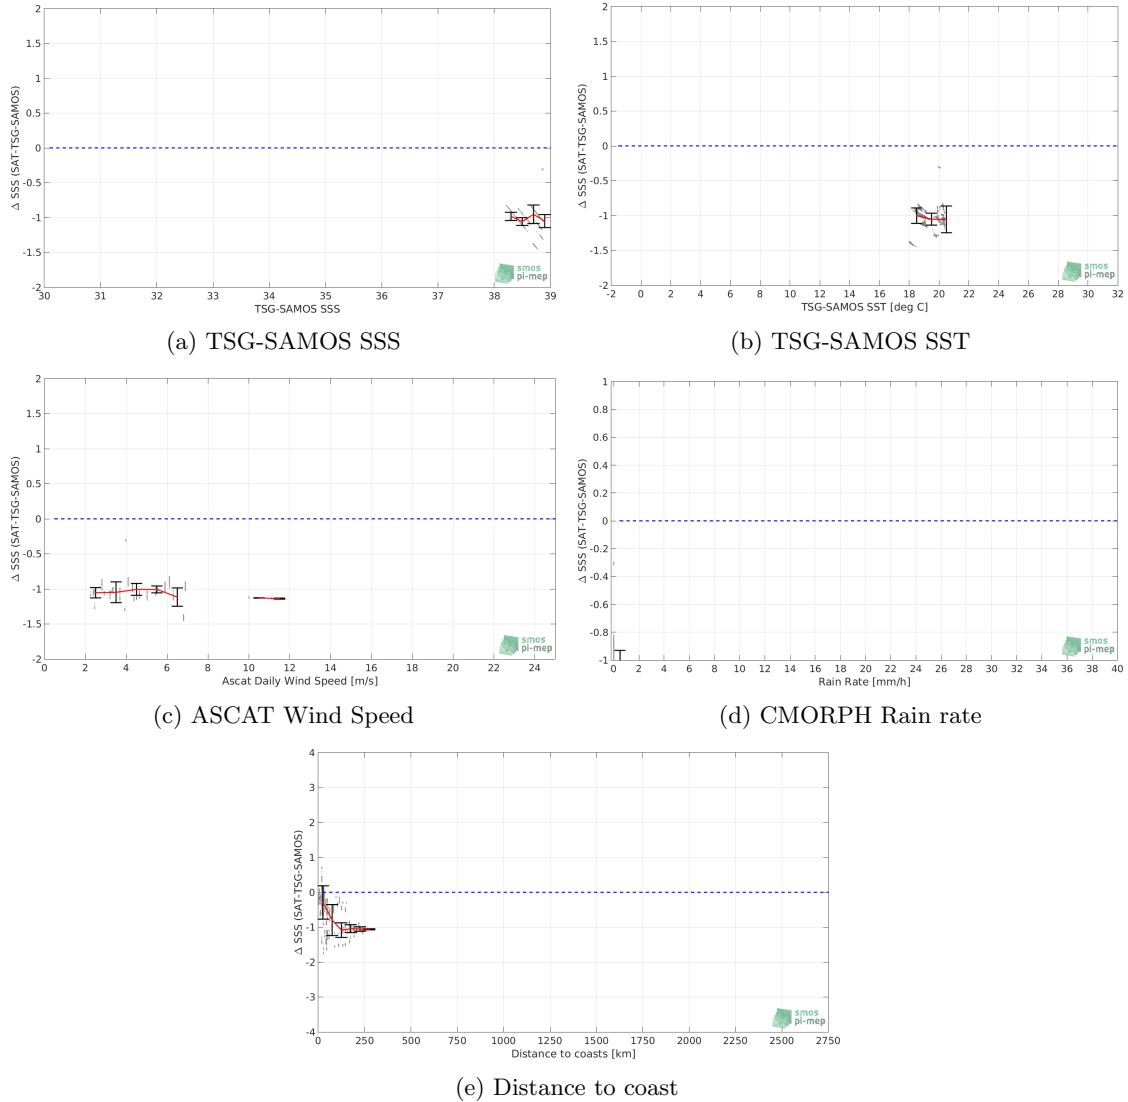 2
1.5
1
0.5
0
-0.5
-1
-1.5
-2
Δ SSS (SAT-TSG-SAMOS)
30 31 32 33 34 35 36 37 38 39
TSG-SAMOS SSS
smos
pi-mep
(a) TSG-SAMOS SSS
2
1.5
1
0.5
0
-0.5
-1
-1.5
-2
Δ SSS (SAT-TSG-SAMOS)
-2 0 2 4 6 8 10 12 14 16 18 20 22 24 26 28 30 32
TSG-SAMOS SST [deg C]
smos
pi-mep
(b) TSG-SAMOS SST
2
1.5
1
0.5
0
-0.5
-1
-1.5
-2
Δ SSS (SAT-TSG-SAMOS)
0 2 4 6 8 10 12 14 16 18 20 22 24
Ascat Daily Wind Speed [m/s]
smos
pi-mep
(c) ASCAT Wind Speed
1
0.8
0.6
0.4
0.2
0
-0.2
-0.4
-0.6
-0.8
-1
Δ SSS (SAT-TSG-SAMOS)
0 2 4 6 8 10 12 14 16 18 20 22 24 26 28 30 32 34 36 38 40
Rain Rate [mm/h]
smos
pi-mep
(d) CMORPH Rain rate
4
3
2
1
0
-1
-2
-3
-4
Δ SSS (SAT-TSG-SAMOS)
0 250 500 750 1000 1250 1500 1750 2000 2250 2500 2750
Distance to coasts [km]
smos
pi-mep
(e) Distance to coast